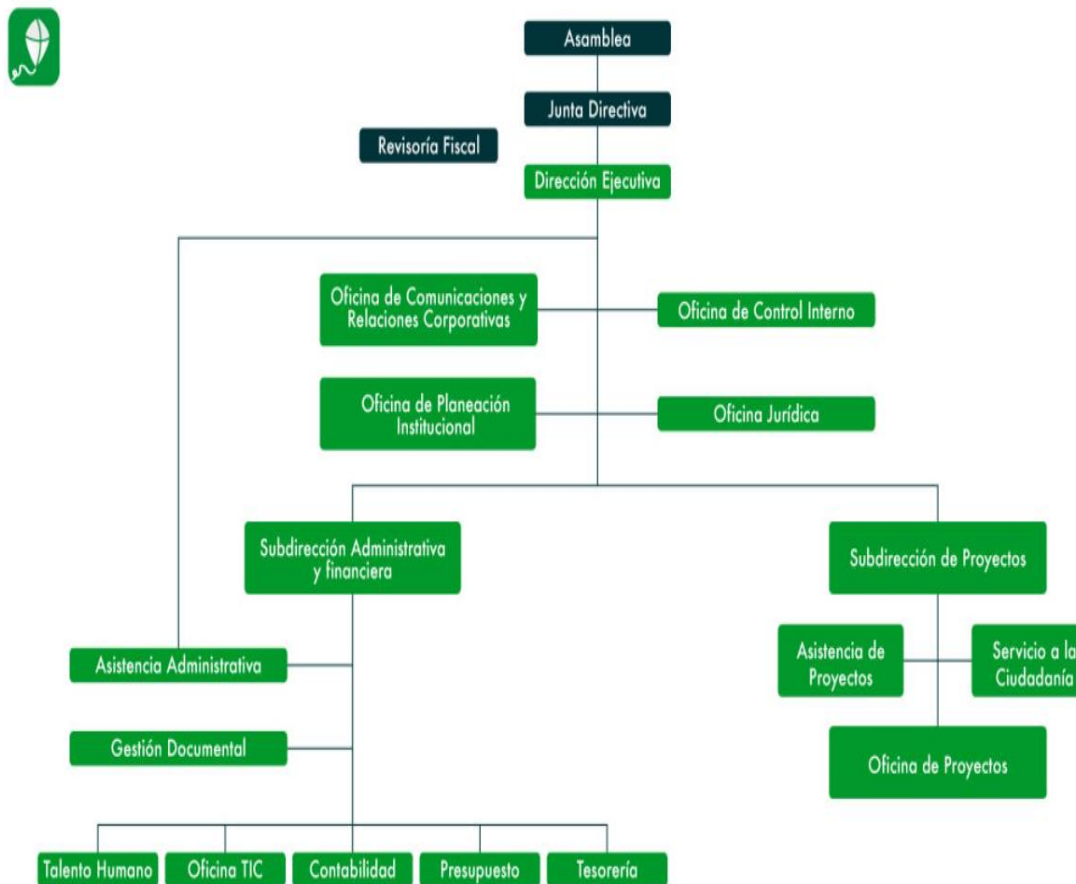 Asamblea
Junta Directiva
Revisoría Fiscal
Dirección Ejecutiva
Oficina de Comunicaciones y
Relaciones Corporativas
Oficina de Control Interno
Oficina de Planeación
Institucional
Oficina Jurídica
Subdirección Administrativa
y financiera
Subdirección de Proyectos
Asistencia Administrativa
Asistencia de
Proyectos
Servicio a la
Ciudadanía
Gestión Documental
Oficina de Proyectos
Talento Humano
Oficina TIC
Contabilidad
Presupuesto
Tesorería